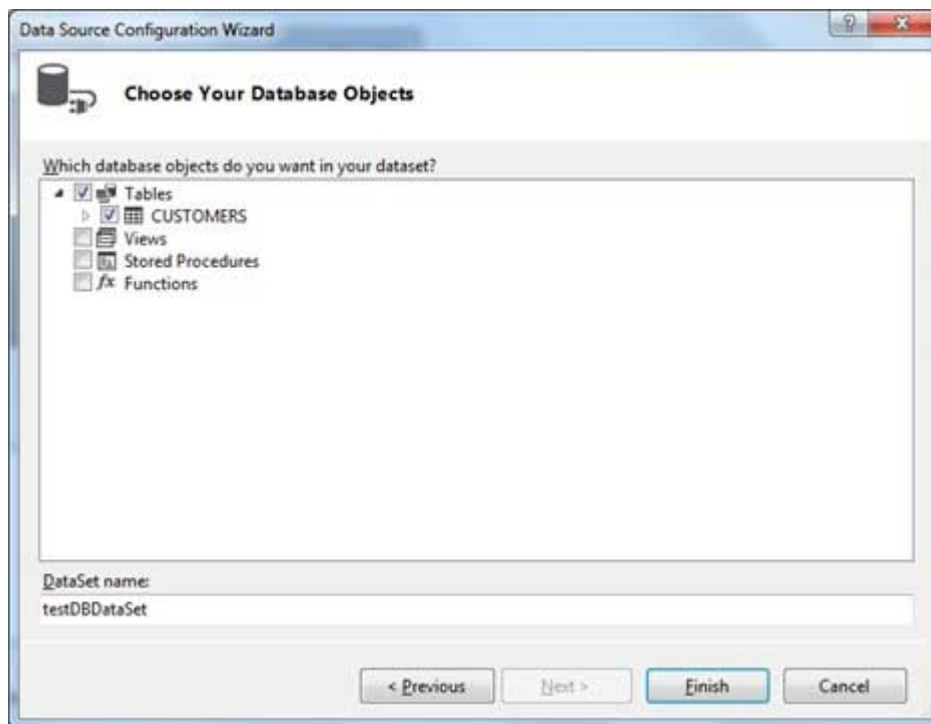 Data Source Configuration Wizard
Choose Your Database Objects
Which database objects do you want in your dataset?
Tables
CUSTOMERS
Views
Stored Procedures
fx Functions
DataSet name:
testDBDataSet
< Previous Next > Finish Cancel